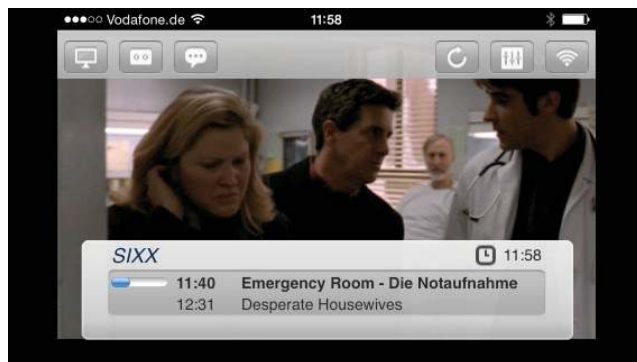 ●●●○○ Vodafone.de 11:58
SIXX 11:58
11:40 Emergency Room - Die Notaufnahme
12:31 Desperate Housewives